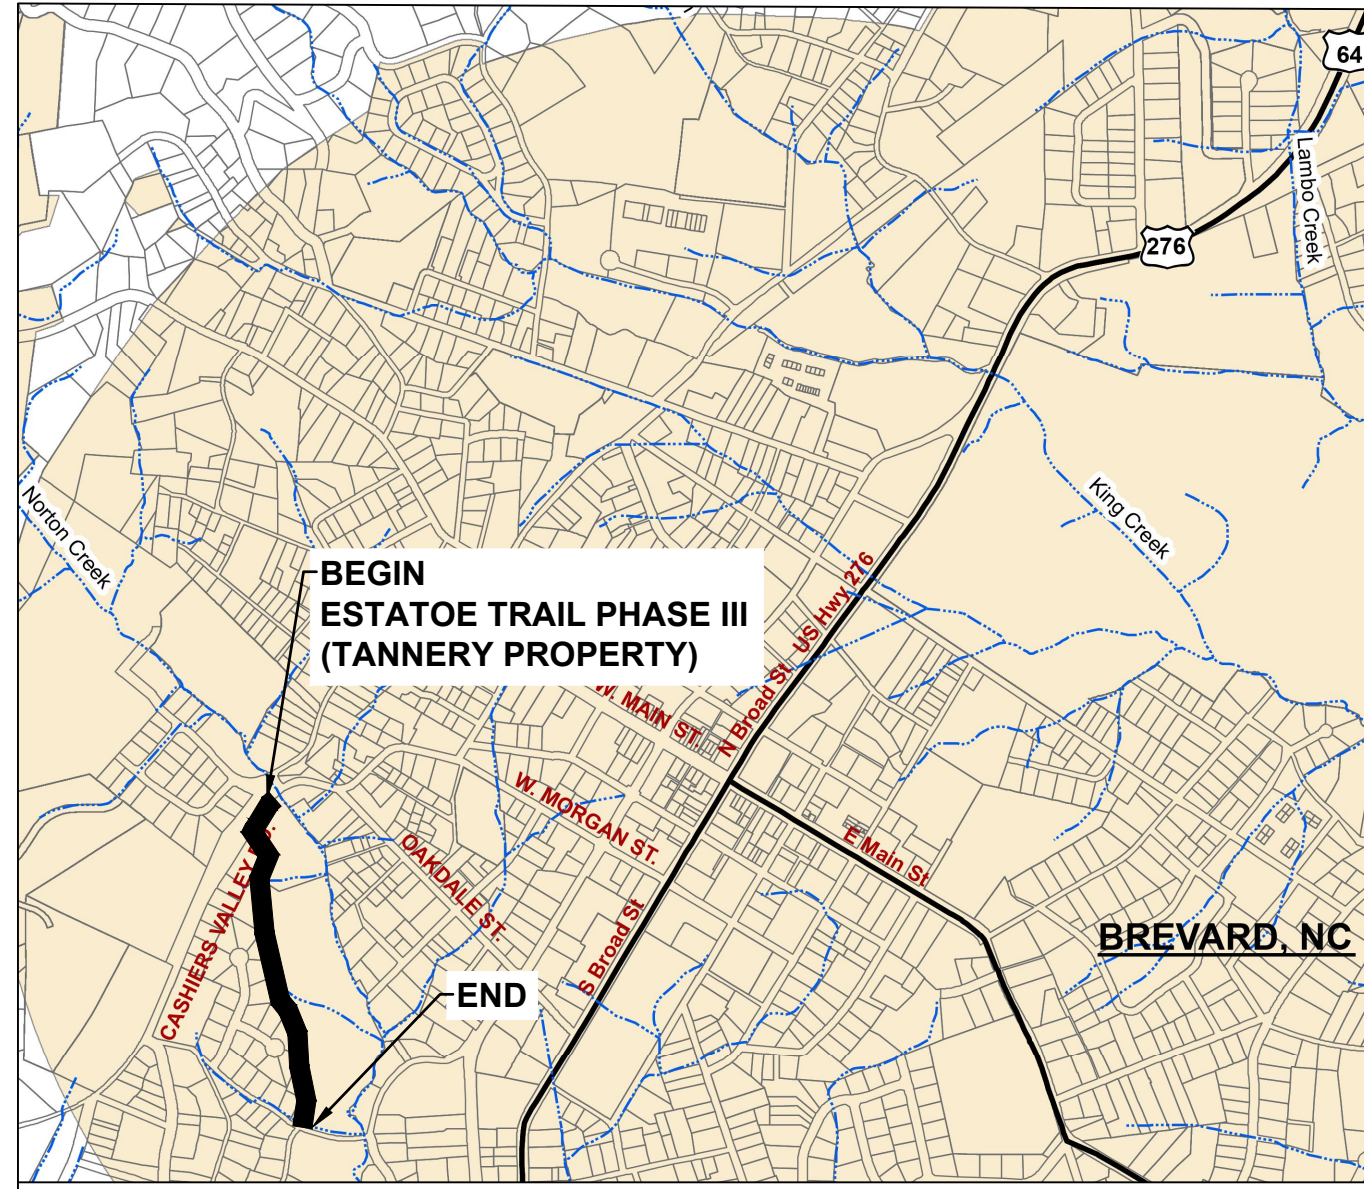 64
Lambo Creek
276
King Creek
Norton Creek
US Hwy 276
BEGIN
ESTATOE TRAIL PHASE III
(TANNERY PROPERTY)
N Broad St
W. MAIN ST.
W. MORGAN ST.
OAKDALE ST.
E Main St
CASHIERS VALLEY
S Broad St
BREVARD, NC
END